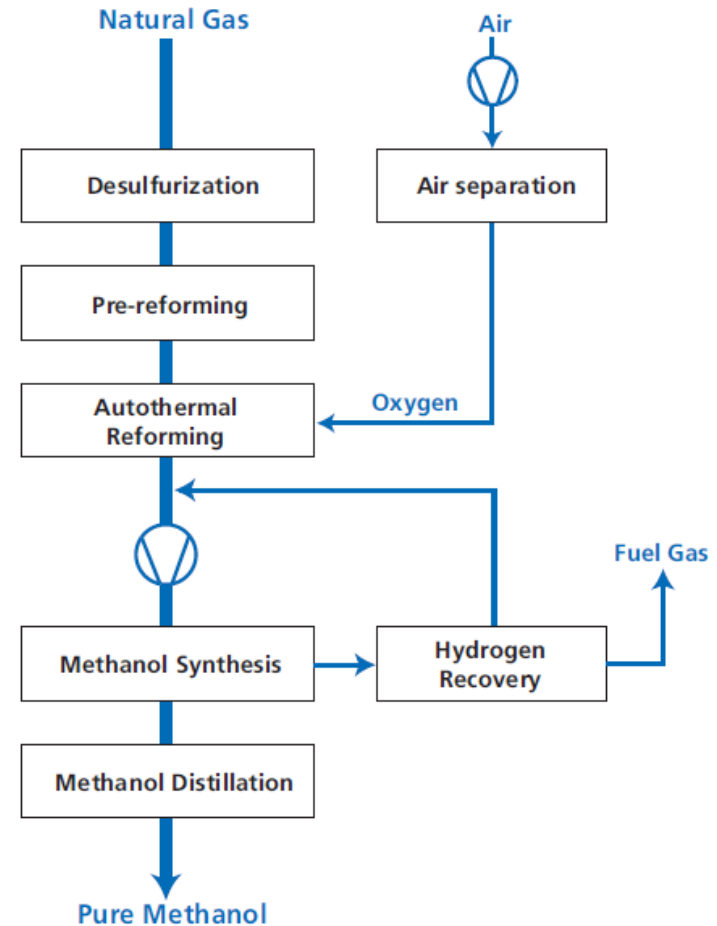 Natural Gas
Air
Desulfurization
Air separation
Pre-reforming
Autothermal
Reforming
Oxygen
Fuel Gas
Methanol Synthesis
Hydrogen
Recovery
Methanol Distillation
Pure Methanol